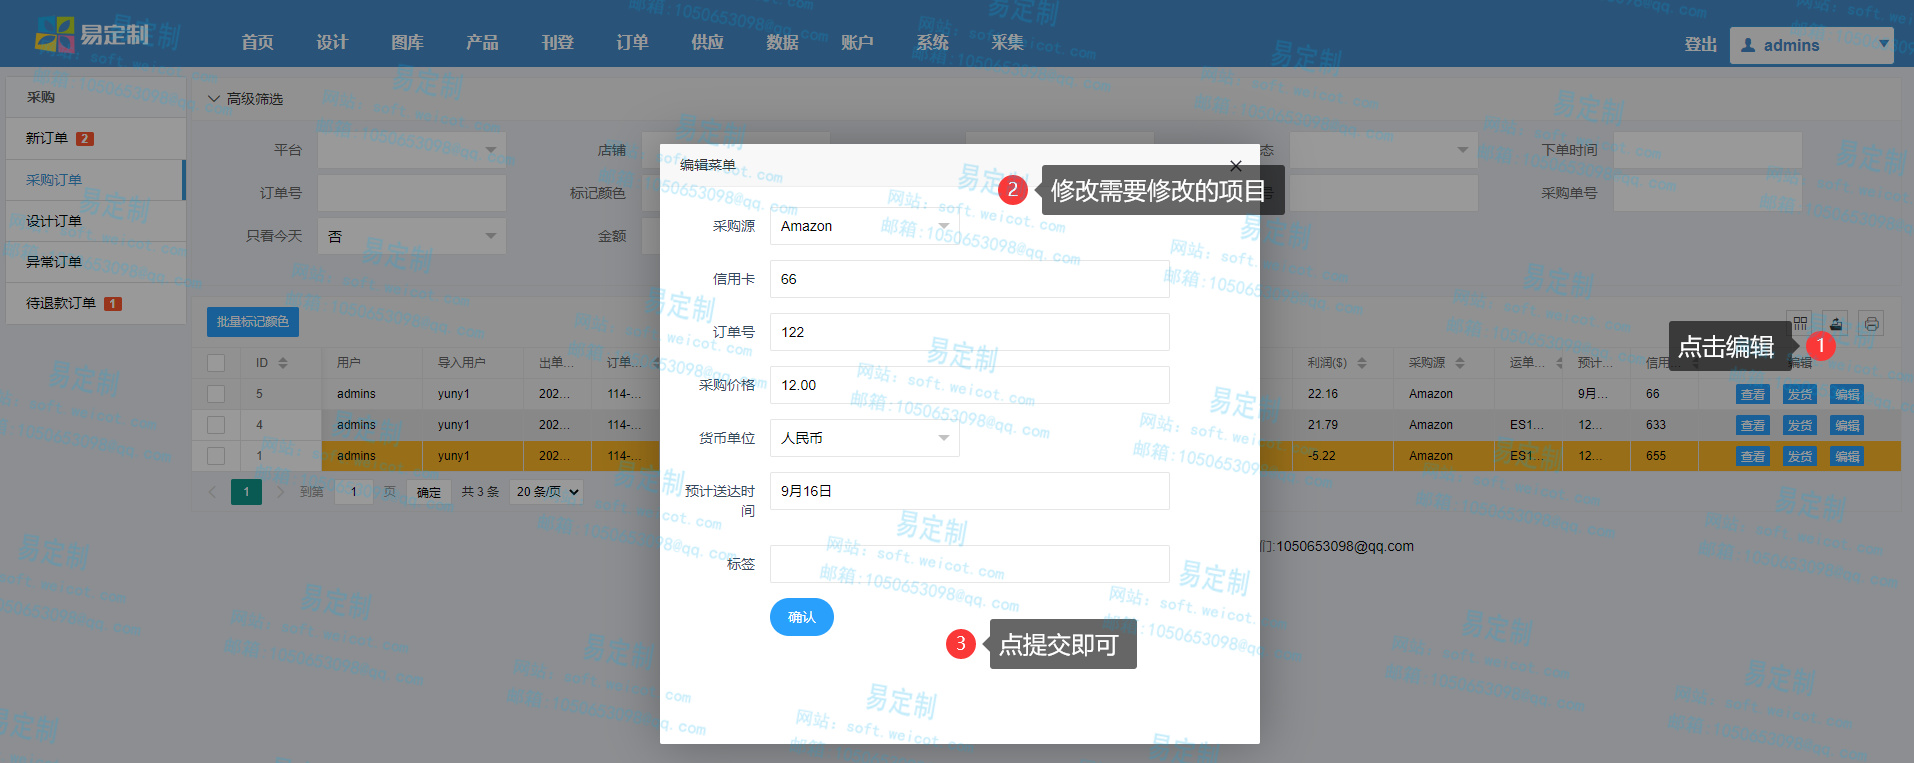 易定制
首页 设计 图库 产品 刊登 订单 供应 数据 账户 系统 采集
登出 admins
采购
新订单 2
采购订单
设计订单
异常订单
待退款订单 1
高级筛选
平台 店铺 态 下单时间
订单号 标记颜色 号 采购单号
只看今天 否 金额
编辑菜单
2 修改需要修改的项目
采购源 Amazon
信用卡 66
订单号 122
采购价格 12.00
货币单位 人民币
预计送达时
间
9月16日
标签
确认
3 点提交即可
批量标记颜色
点击编辑 1
ID 用户 导入用户 出单... 订单... 利润($) 采购源 运单... 预计... 信用... 编辑
5 admins yuny1 202... 114-... 22.16 Amazon 9月... 66 查看 发货 编辑
4 admins yuny1 202... 114-... 21.79 Amazon ES1... 12... 633 查看 发货 编辑
1 admins yuny1 202... 114-... -5.22 Amazon ES1... 12... 655 查看 发货 编辑
1 到第 1 页 确定 共 3 条 20 条/页
们:1050653098@qq.com
易定制
网站: soft.weicot.com
邮箱:1050653098@qq.com